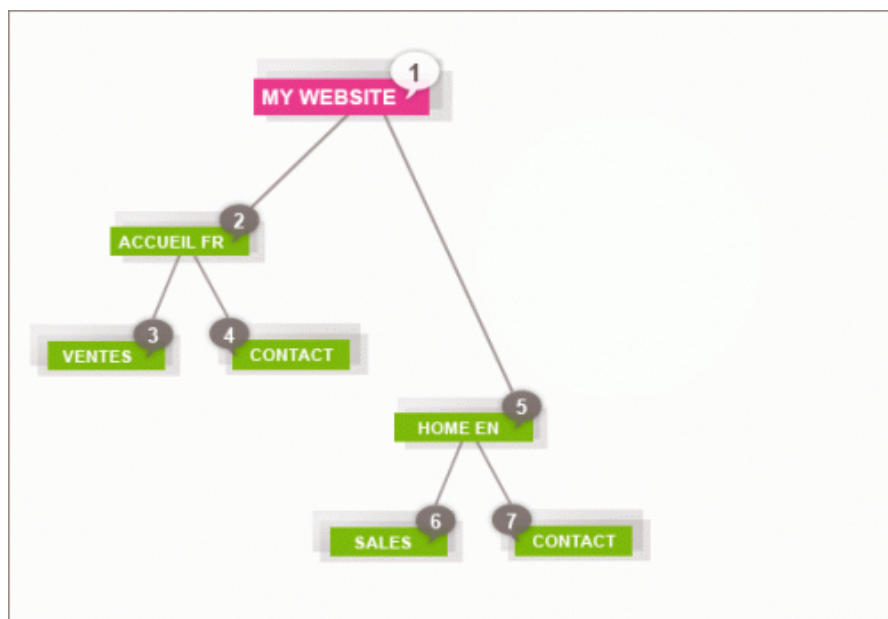 1
MY WEBSITE
2
ACCUEIL FR
3
VENTES
4
CONTACT
5
HOME EN
6
SALES
7
CONTACT